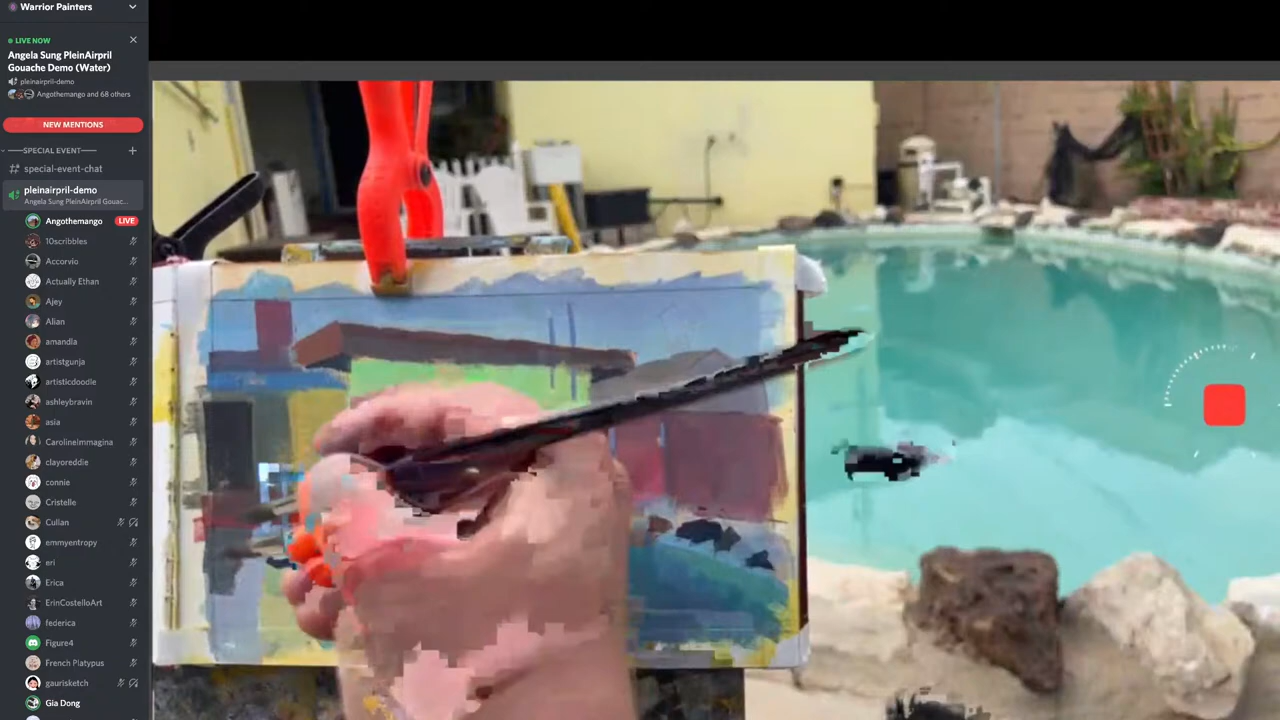 Warrior Painters
LIVE NOW
Angela Sung PleinAirpril
Gouache Demo (Water)
pleinairpril-demo
Angothemango and 68 others
NEW MENTIONS
SPECIAL EVENT
special-event-chat
pleinairpril-demo
Angela Sung PleinAirpril Gouac...
Angothemango LIVE
10scribbles
Accorvio
Actually Ethan
Ajey
Alian
amandla
artistgunja
artisticdoodle
ashleybravin
asia
CarolineImmagina
clayoreddie
connie
Cristelle
Culian
emmyentropy
eri
Erica
ErinCostelloArt
federica
Figure4
French Platypus
gaurisketch
Gia Dong